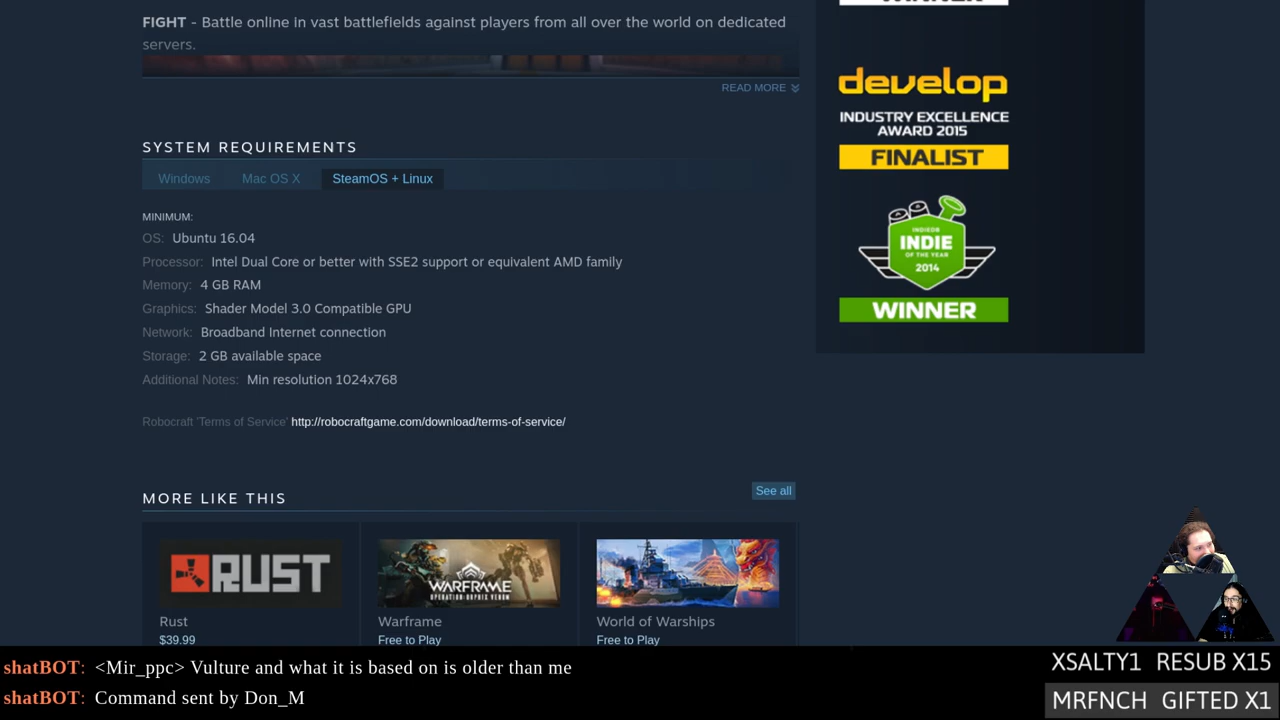 FIGHT - Battle online in vast battlefields against players from all over the world on dedicated
servers.
READ MORE
SYSTEM REQUIREMENTS
Windows
Mac OS X
SteamOS + Linux
MINIMUM:
OS: Ubuntu16.04
Processor: Intel Dual Core or better with SSE2 support or equivalent AMD family
Memory: 4 GB RAM
Graphics: Shader Model 3.0 Compatible GPU
Network: Broadband Internet connection
Storage: 2 GB available space
Additional Notes: Min resolution 1024x768
Robocraft 'Terms of Service' http://robocraftgame.com/download/terms-of-service/
MORE LIKE THIS
See all
RUST
WARFRAME
OPERATION: ORPHIX VENOM
Rust
$39.99
Warframe
Free to Play
World of Warships
Free to Play
WINNER
develop
INDUSTRY EXCELLENCE
AWARD 2015
FINALIST
INDIEDB
INDIE
OF THE YEAR
2014
WINNER
shatBOT: <Mir_ppc> Vulture and what it is based on is older than me
shatBOT: Command sent by Don_M
XSALTY1 RESUB X15
MRFNCH GIFTED X1